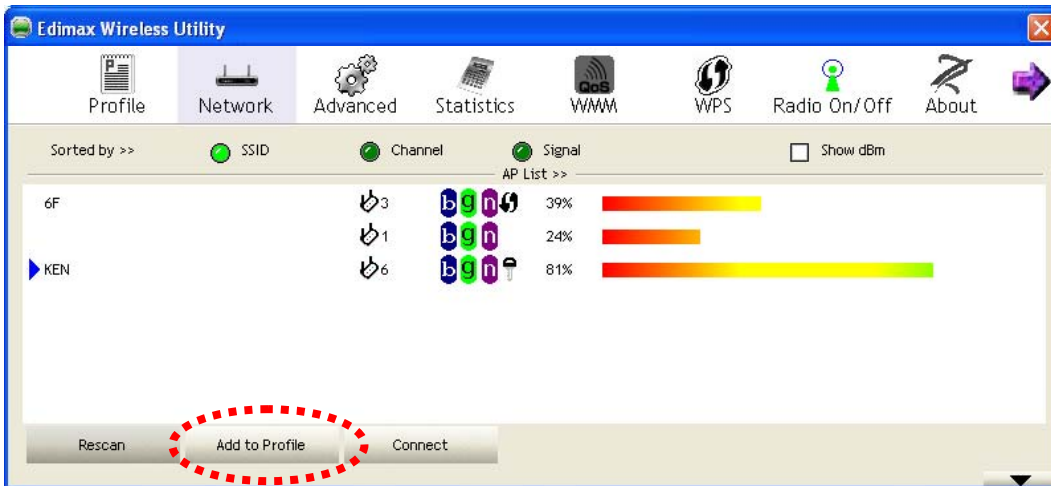 Edimax Wireless Utility
Profile Network Advanced Statistics QoS WMM WPS Radio On/Off About
Sorted by >> SSID Channel Signal Show dBm
AP List >>
6F 3 b g n 39%
1 b g n 24%
KEN 6 b g n 81%
Rescan Add to Profile Connect